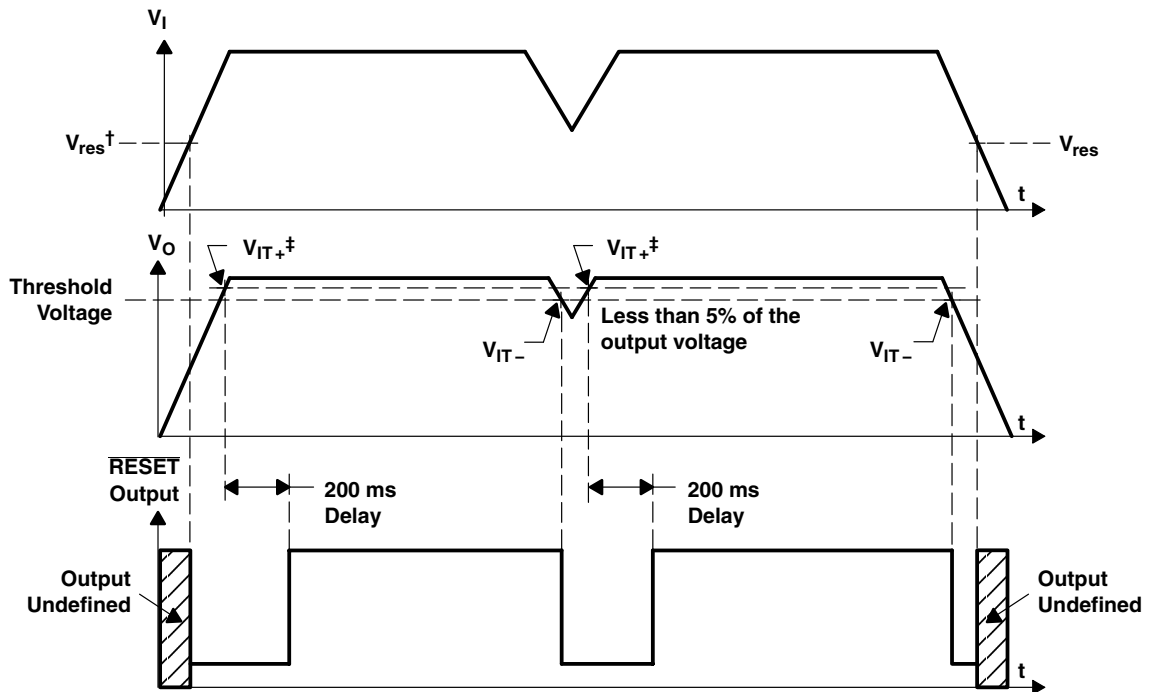 VI
Vres†
Vres
t
VO
VIT+‡
VIT+‡
Threshold
Voltage
Less than 5% of the
output voltage
VIT−
VIT−
t
RESET
Output
200 ms
Delay
200 ms
Delay
Output
Undefined
Output
Undefined
t